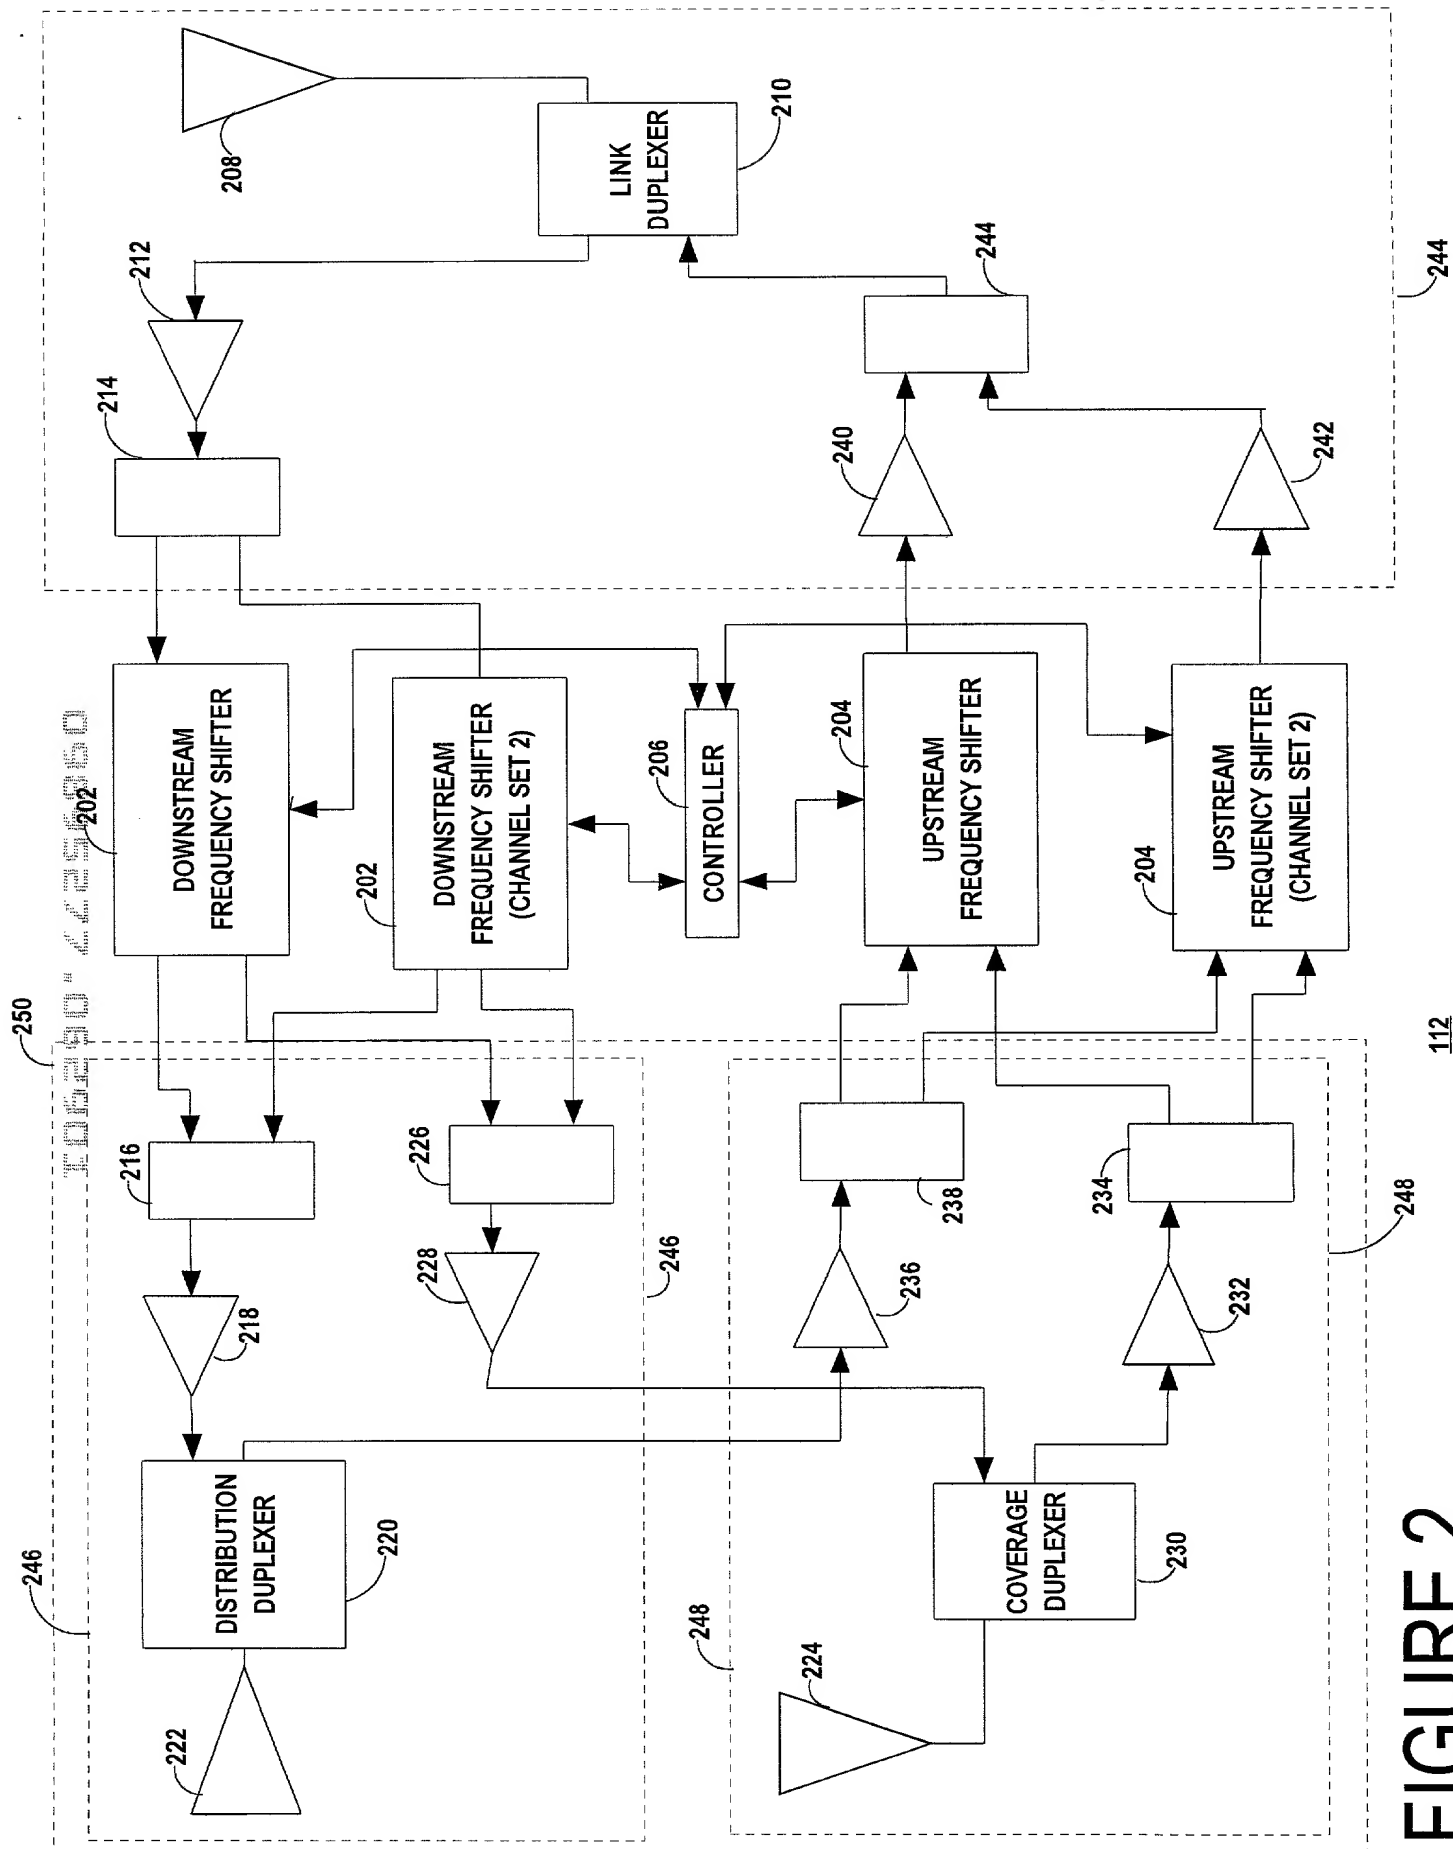 246
250
202
222
216
214
212
208
DISTRIBUTION
DUPLEXER
218
DOWNSTREAM
FREQUENCY SHIFTER
220
228
226
202
DOWNSTREAM
FREQUENCY SHIFTER
(CHANNEL SET 2)
LINK
DUPLEXER
246
210
248
206
CONTROLLER
224
236
238
204
UPSTREAM
FREQUENCY SHIFTER
240
244
COVERAGE
DUPLEXER
230
232
234
204
UPSTREAM
FREQUENCY SHIFTER
(CHANNEL SET 2)
242
248
244
112
FIGURE 2